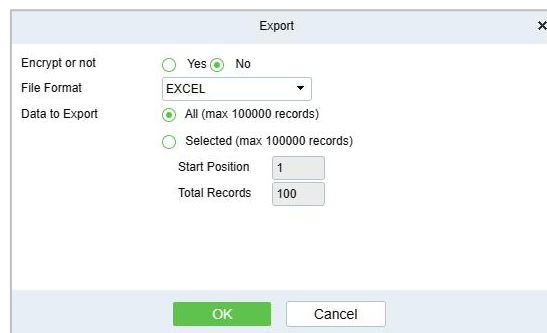 Export
Encrypt or not Yes No
File Format EXCEL
Data to Export All (max 100000 records)
Selected (max 100000 records)
Start Position 1
Total Records 100
OK Cancel